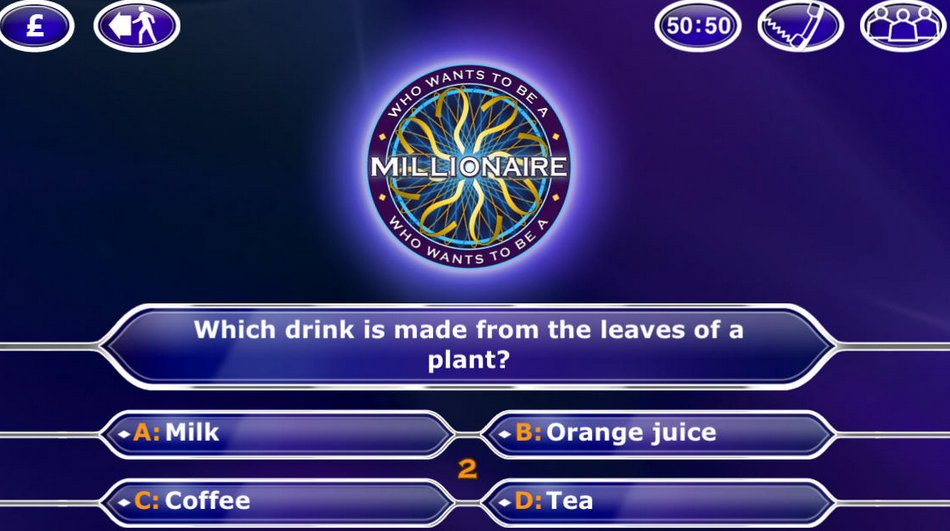 £
50:50
WHO WANTS TO BE A
MILLIONAIRE
WHO WANTS TO BE A
Which drink is made from the leaves of a
plant?
A: Milk
B: Orange juice
2
C: Coffee
D: Tea